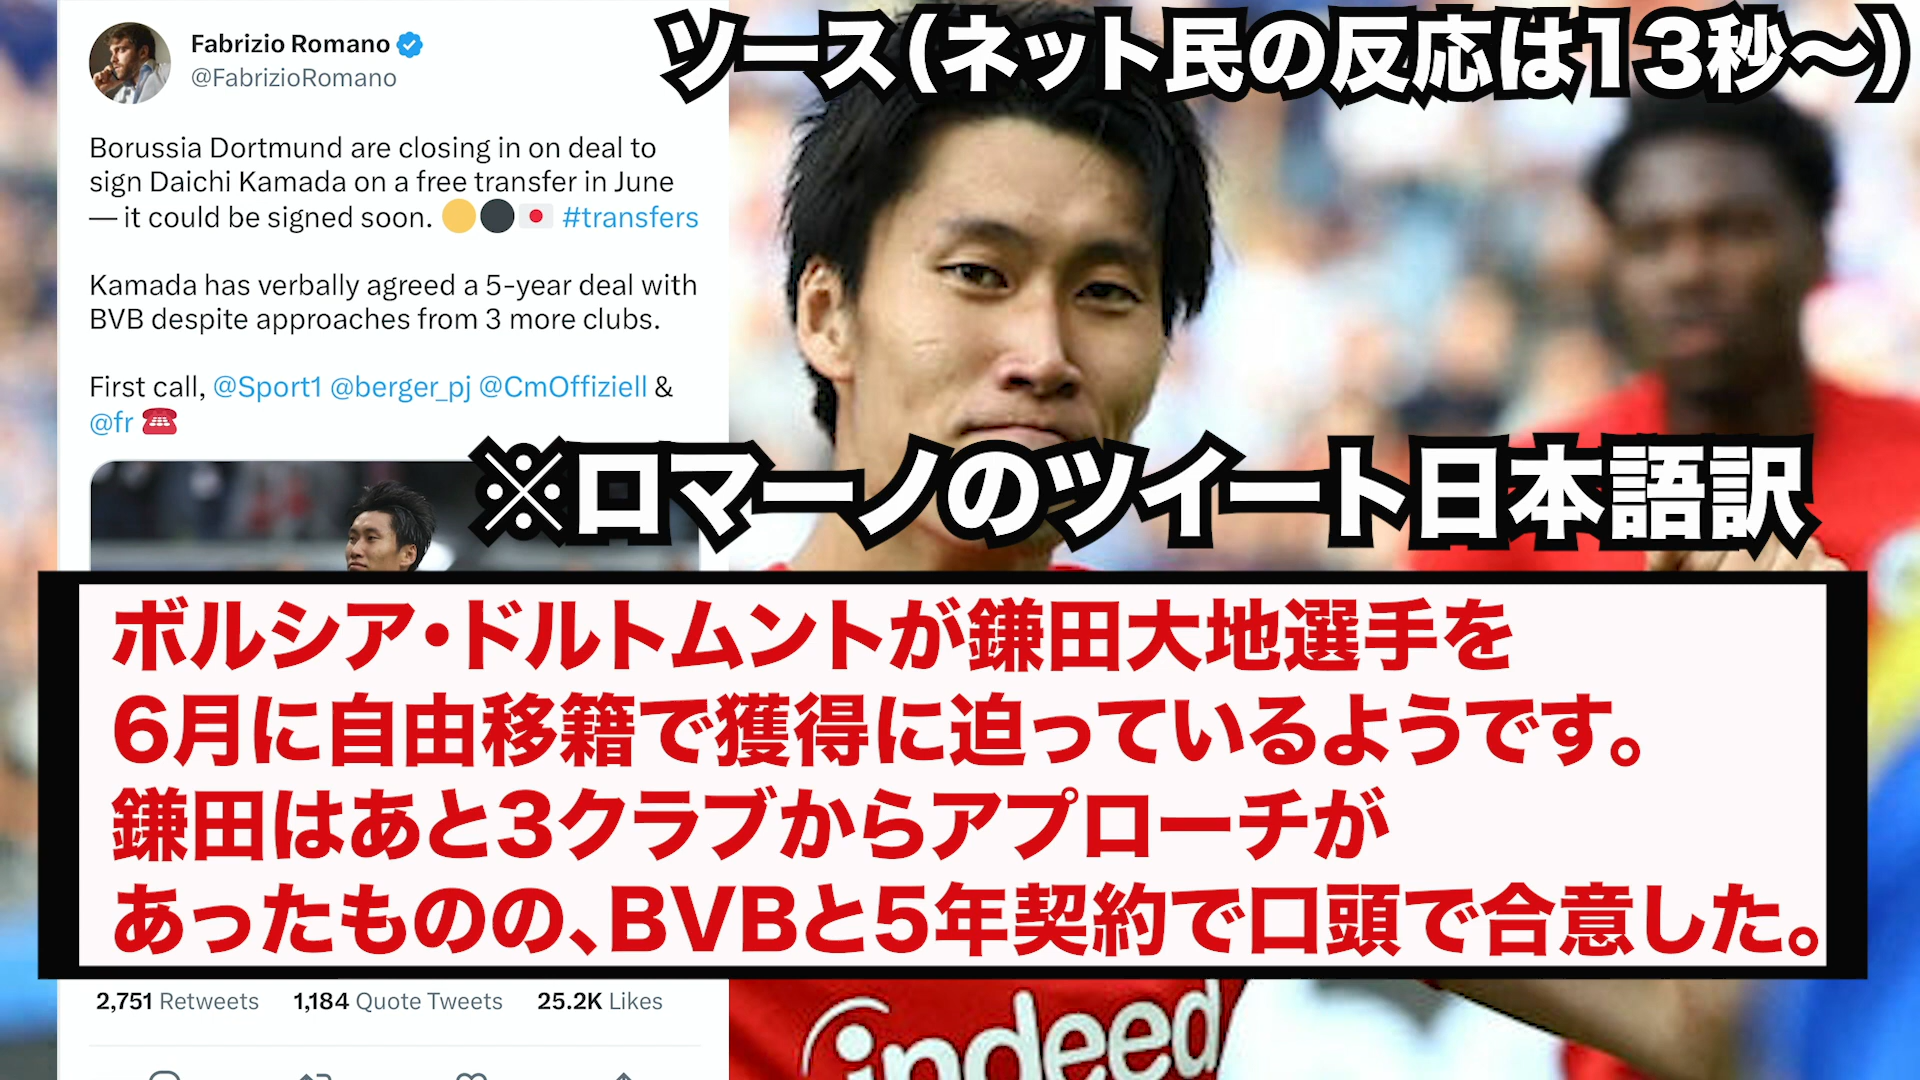 Fabrizio Romano
@FabrizioRomano
ソース(ネット民の反応は13秒〜)
Borussia Dortmund are closing in on deal to
sign Daichi Kamada on a free transfer in June
— it could be signed soon. 🟡⚫️🇯🇵 #transfers
Kamada has verbally agreed a 5-year deal with
BVB despite approaches from 3 more clubs.
First call, @Sport1 @berger_pj @CmOffiziell &
@fr ☎️
※ロマーノのツイート日本語訳
ボルシア・ドルトムントが鎌田大地選手を
6月に自由移籍で獲得に迫っているようです。
鎌田はあと3クラブからアプローチが
あったものの、BVBと5年契約で口頭で合意した。
2,751 Retweets 1,184 Quote Tweets 25.2K Likes
indeed